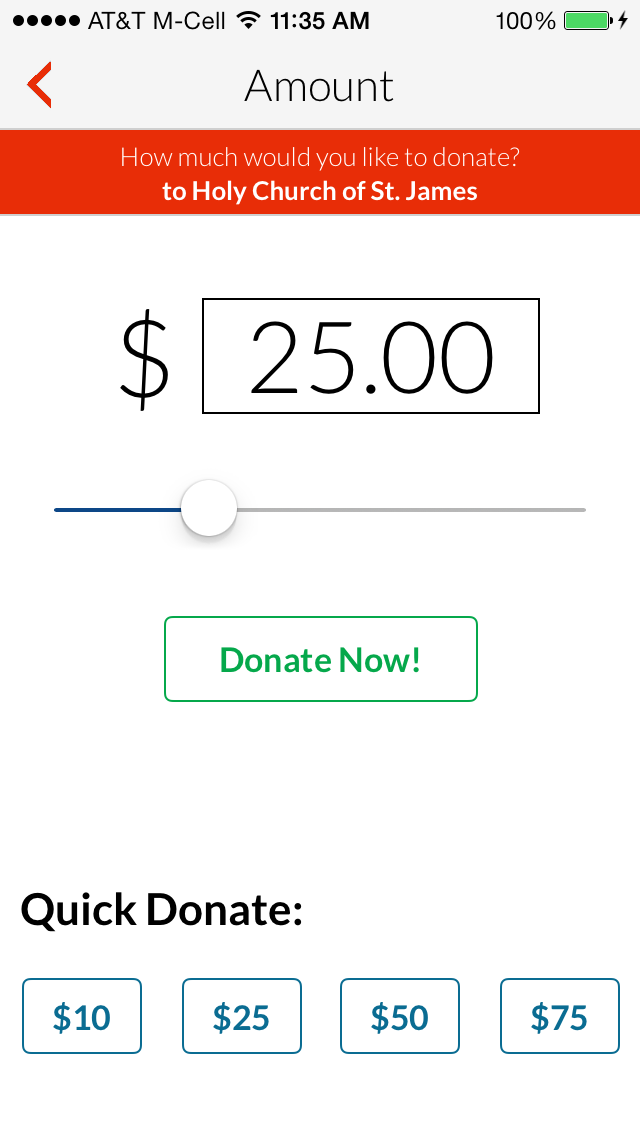 AT&T M-Cell 11:35 AM 100%
Amount
How much would you like to donate?
to Holy Church of St. James
$ 25.00
Donate Now!
Quick Donate:
$10 $25 $50 $75